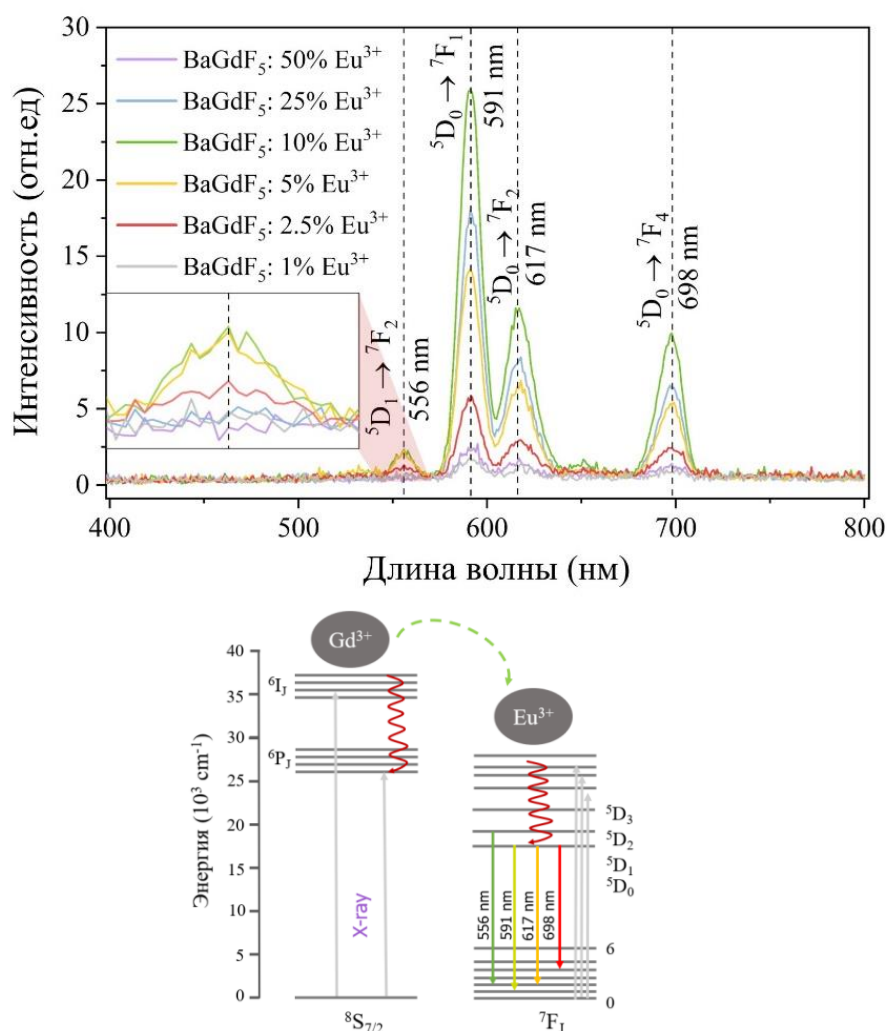 30
25
20
15
10
5
0
Интенсивность (отн.ед)
BaGdF₅: 50% Eu³⁺
BaGdF₅: 25% Eu³⁺
BaGdF₅: 10% Eu³⁺
BaGdF₅: 5% Eu³⁺
BaGdF₅: 2.5% Eu³⁺
BaGdF₅: 1% Eu³⁺
⁵D₁ → ⁷F₂
556 nm
⁵D₀ → ⁷F₁
591 nm
⁵D₀ → ⁷F₂
617 nm
⁵D₀ → ⁷F₄
698 nm
400
500
600
700
800
Длина волны (нм)
Gd³⁺
Eu³⁺
Энергия (10³ cm⁻¹)
40
35
30
25
20
15
10
5
0
⁶I_J
⁶P_J
X-ray
⁸S₇/₂
⁵D₃
⁵D₂
⁵D₁
⁵D₀
556 nm
591 nm
617 nm
698 nm
6
0
⁷F_J